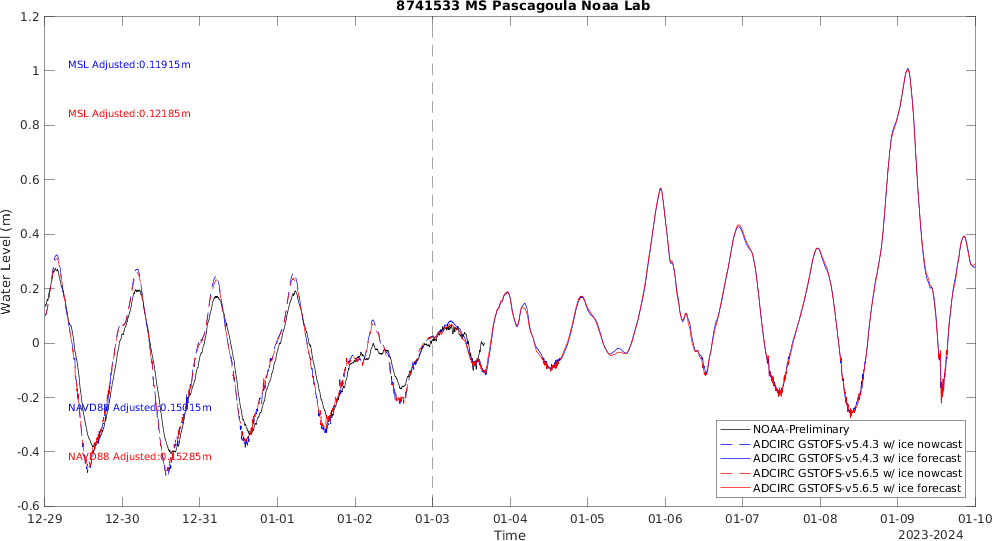 8741533 MS Pascagoula Noaa Lab
1.2
1
0.8
0.6
0.4
0.2
0
-0.2
-0.4
-0.6
Water Level (m)
MSL Adjusted:0.11915m
MSL Adjusted:0.12185m
NAVD88 Adjusted:0.15015m
NAVD88 Adjusted:0.15285m
NOAA-Preliminary
ADCIRC GSTOFS-v5.4.3 w/ ice nowcast
ADCIRC GSTOFS-v5.4.3 w/ ice forecast
ADCIRC GSTOFS-v5.6.5 w/ ice nowcast
ADCIRC GSTOFS-v5.6.5 w/ ice forecast
12-29 12-30 12-31 01-01 01-02 01-03 01-04 01-05 01-06 01-07 01-08 01-09 01-10
Time
2023-2024